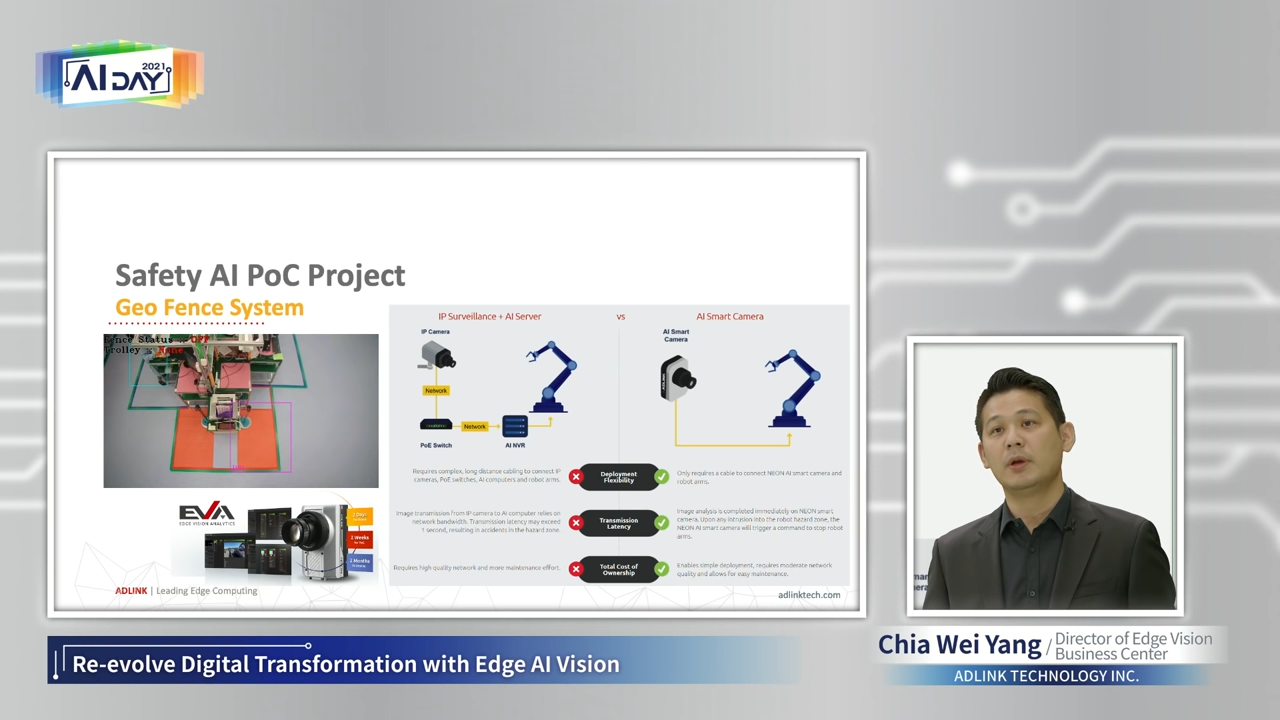 AI DAY 2021
Safety AI PoC Project
Geo Fence System
Fence Status : OFF
Trolley : None
IP Surveillance + AI Server
vs
AI Smart Camera
IP Camera
Network
PoE Switch
Network
AI NVR
AI Smart
Camera
ADLINK
Requires complex, long distance cabling to connect IP
cameras, PoE switches, AI computers and robot arms.
Deployment
Flexibility
Only requires a cable to connect NEON AI smart camera and
robot arms.
Image transmission from IP camera to AI computer relies on
network bandwidth. Transmission latency may exceed
1 second, resulting in accidents in the hazard zone.
Transmission
Latency
Image analysis is completed immediately on NEON smart
camera. Upon any intrusion into the robot hazard zone, the
NEON AI smart camera will trigger a command to stop robot
arms.
Requires high quality network and more maintenance effort.
Total Cost of
Ownership
Enables simple deployment, requires moderate network
quality and allows for easy maintenance.
EVA
EDGE VISION ANALYTICS
2 Weeks
ADLINK | Leading Edge Computing
adlinktech.com
Re-evolve Digital Transformation with Edge AI Vision
Chia Wei Yang / Director of Edge Vision
Business Center
ADLINK TECHNOLOGY INC.